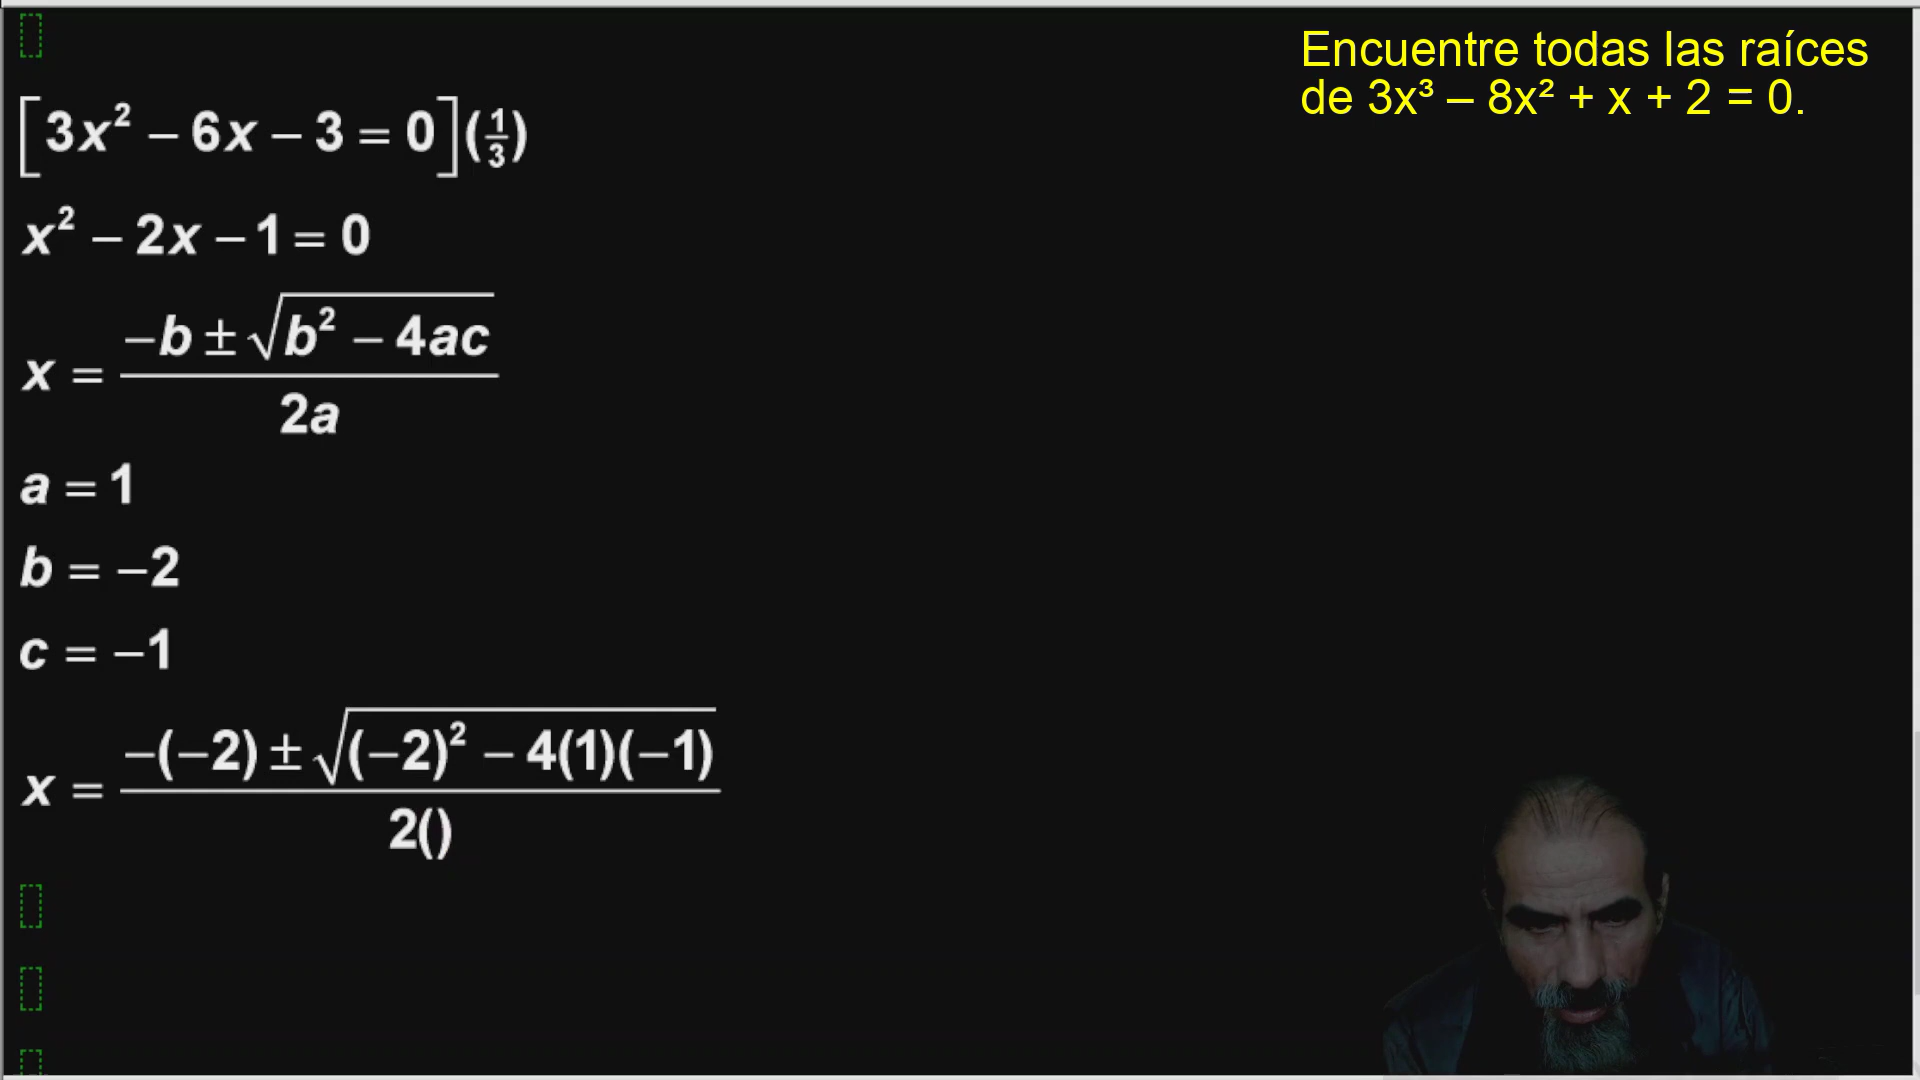 Encuentre todas las raíces
de 3x³ – 8x² + x + 2 = 0.
[3x² − 6x − 3 = 0](1/3)
x² − 2x − 1 = 0
x = (−b ± √(b² − 4ac)) / 2a
a = 1
b = −2
c = −1
x = (−(−2) ± √((−2)² − 4(1)(−1))) / 2()